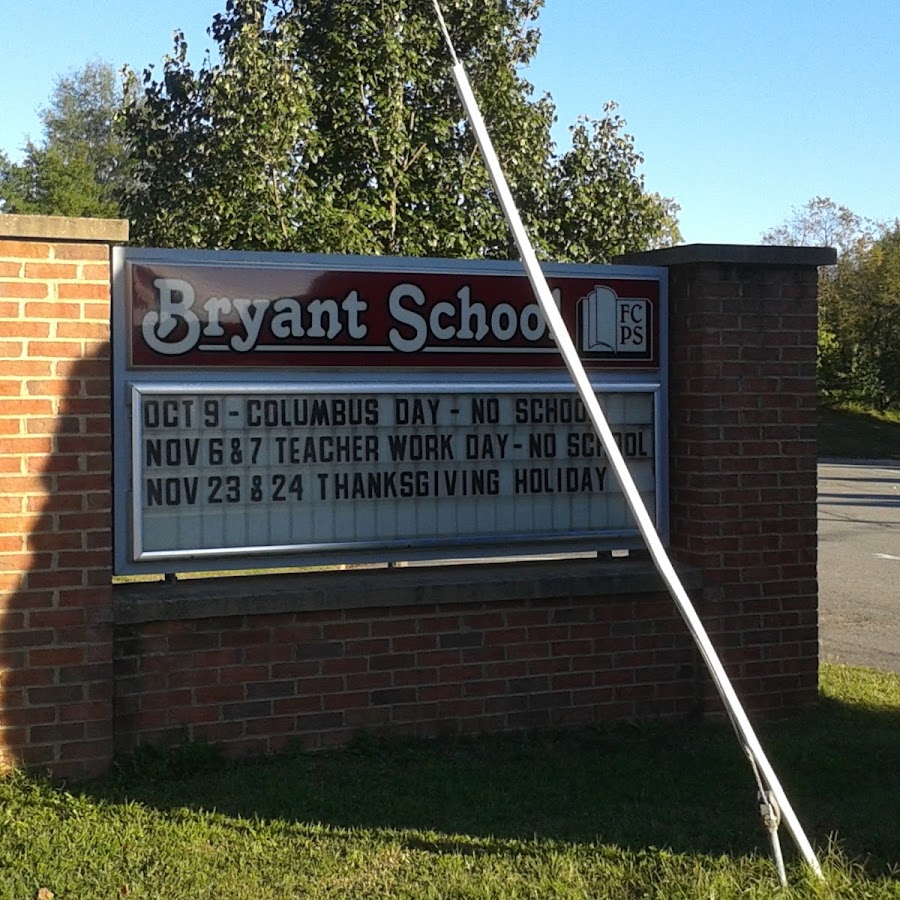 Bryant School
FC
PS
OCT 9 - COLUMBUS DAY - NO SCHOOL
NOV 6 & 7 TEACHER WORK DAY - NO SCHOOL
NOV 23 & 24 THANKSGIVING HOLIDAY